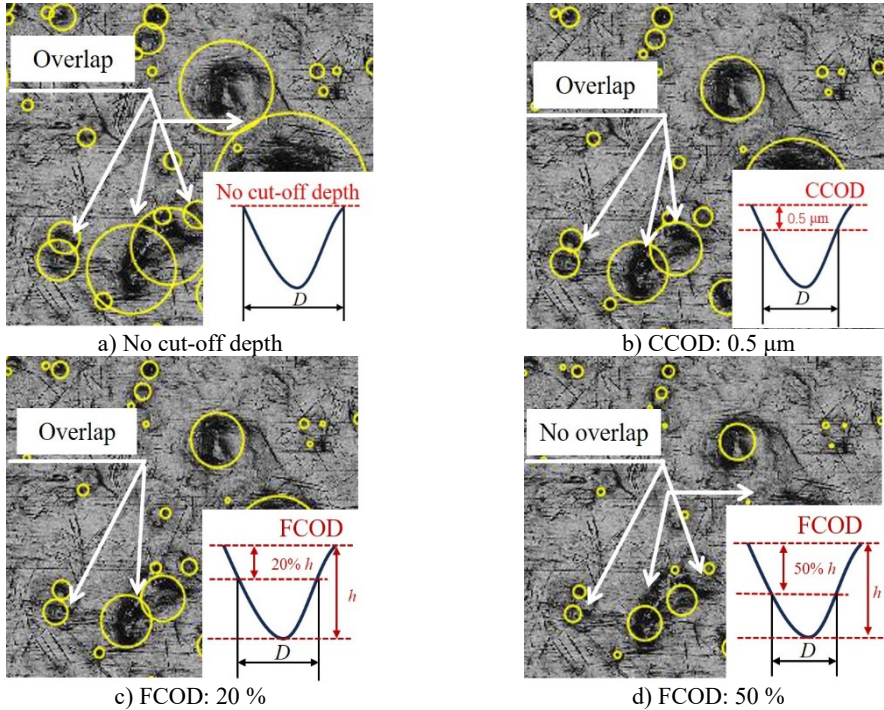 Overlap
No cut-off depth
D
a) No cut-off depth
Overlap
CCOD
0.5 μm
D
b) CCOD: 0.5 μm
Overlap
FCOD
20% h
h
D
c) FCOD: 20 %
No overlap
FCOD
50% h
h
D
d) FCOD: 50 %